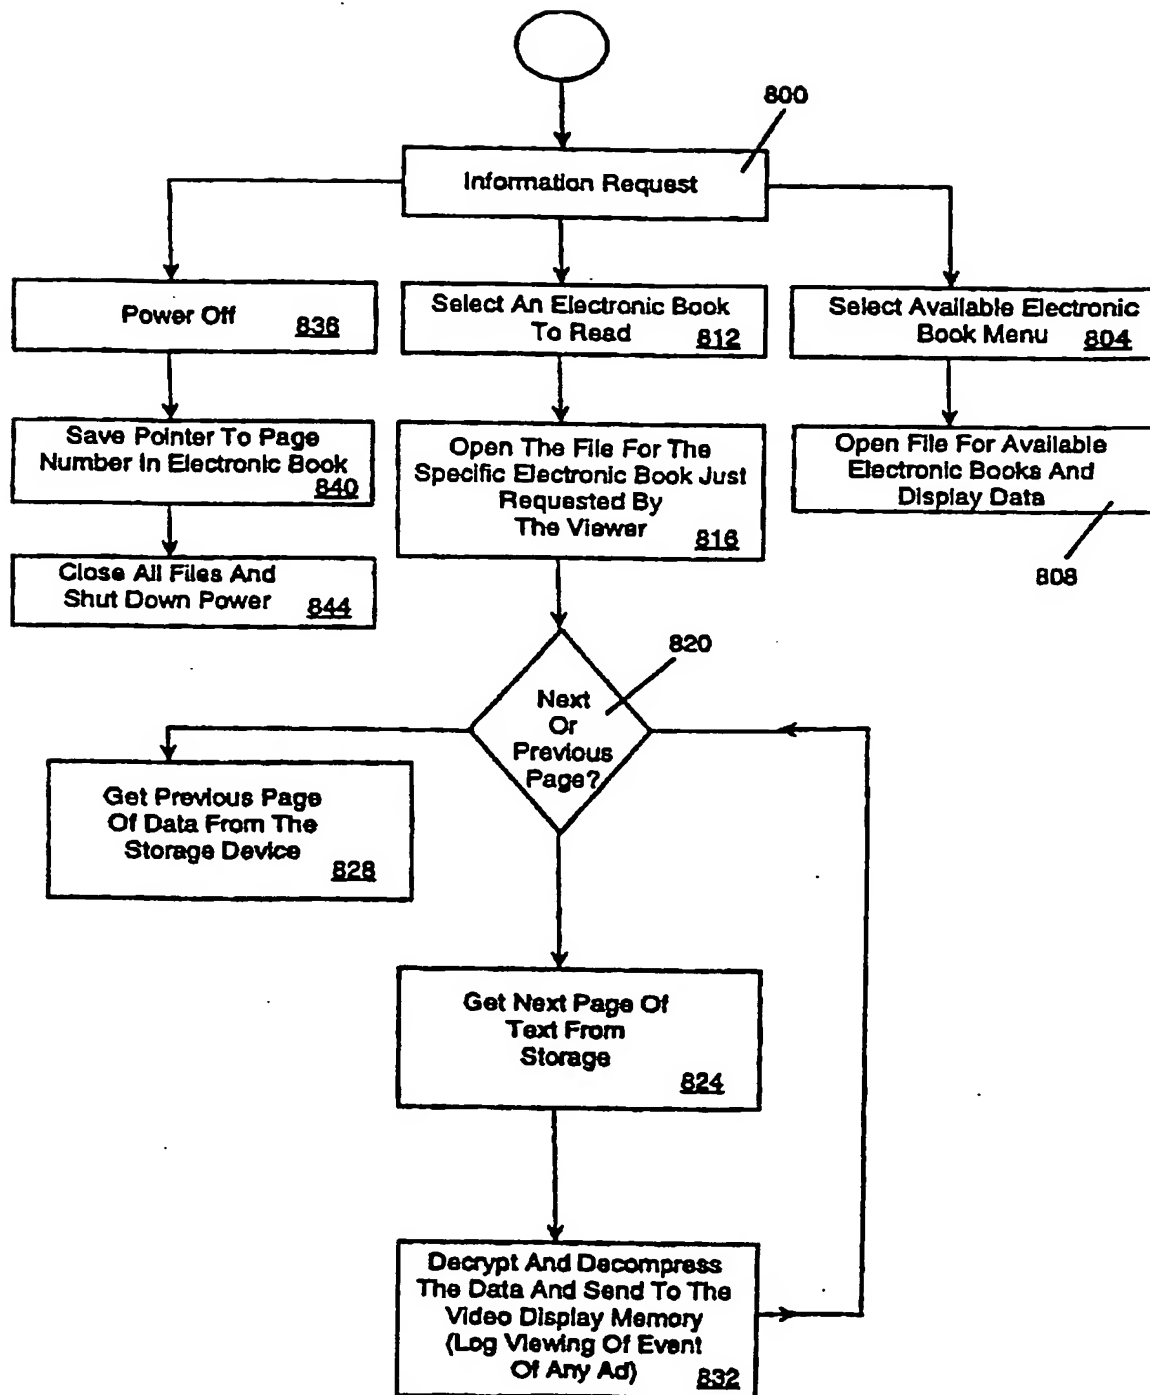 800
Information Request
Power Off
836
Select An Electronic Book
To Read
812
Select Available Electronic
Book Menu
804
Save Pointer To Page
Number In Electronic Book
840
Open The File For The
Specific Electronic Book Just
Requested By
The Viewer
816
Open File For Available
Electronic Books And
Display Data
808
Close All Files And
Shut Down Power
844
820
Next
Or
Previous
Page?
Get Previous Page
Of Data From The
Storage Device
828
Get Next Page Of
Text From
Storage
824
Decrypt And Decompress
The Data And Send To The
Video Display Memory
(Log Viewing Of Event
Of Any Ad)
832